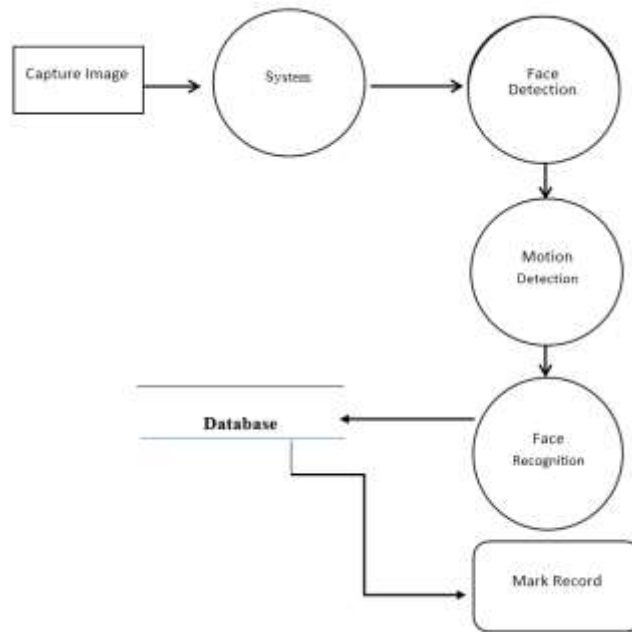 Capture Image
System
Face
Detection
Motion
Detection
Face
Recognition
Database
Mark Record